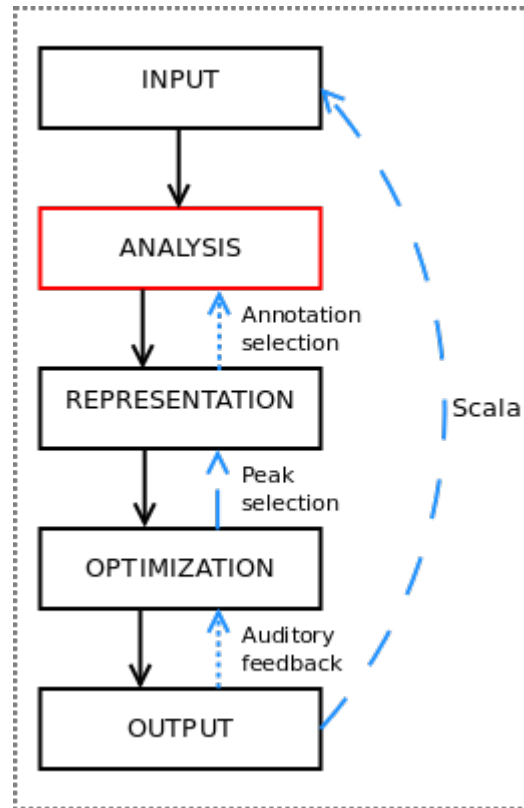 INPUT
ANALYSIS
Annotation
selection
REPRESENTATION
Scala
Peak
selection
OPTIMIZATION
Auditory
feedback
OUTPUT